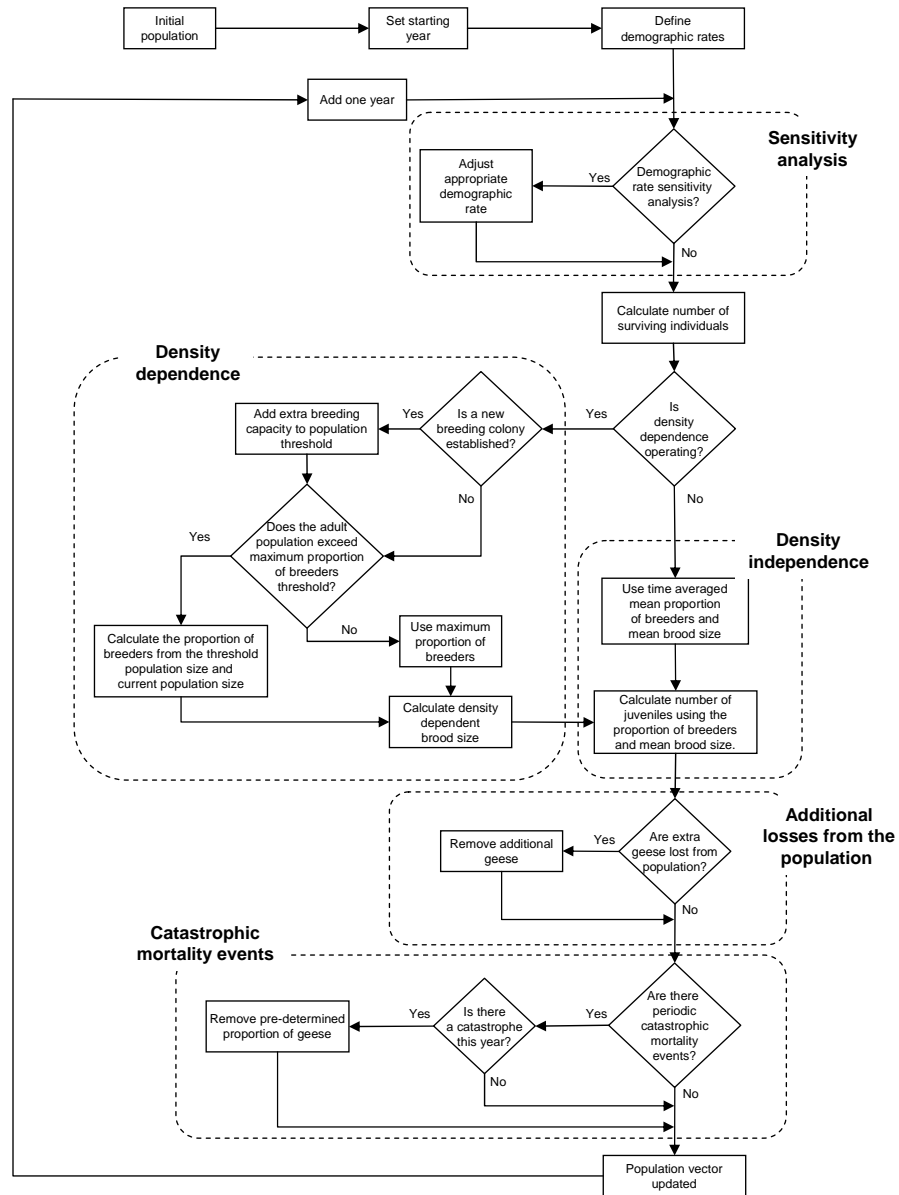 Initial
population
Set starting
year
Define
demographic rates
Add one year
Sensitivity
analysis
Adjust
appropriate
demographic
rate
Yes
Demographic
rate sensitivity
analysis?
No
Calculate number of
surviving individuals
Density
dependence
Add extra breeding
capacity to population
threshold
Yes
Is a new
breeding colony
established?
Yes
Is
density
dependence
operating?
No
No
Does the adult
population exceed
maximum proportion
of breeders
threshold?
Yes
Density
independence
Use time averaged
mean proportion
of breeders and
mean brood size
Calculate the proportion of
breeders from the threshold
population size and
current population size
No
Use maximum
proportion of
breeders
Calculate density
dependent
brood size
Calculate number of
juveniles using the
proportion of breeders
and mean brood size.
Additional
losses from the
population
Remove additional
geese
Yes
Are extra
geese lost from
population?
No
Catastrophic
mortality events
Remove pre-determined
proportion of geese
Yes
Is there
a catastrophe
this year?
Yes
Are there
periodic
catastrophic
mortality
events?
No
No
Population vector
updated